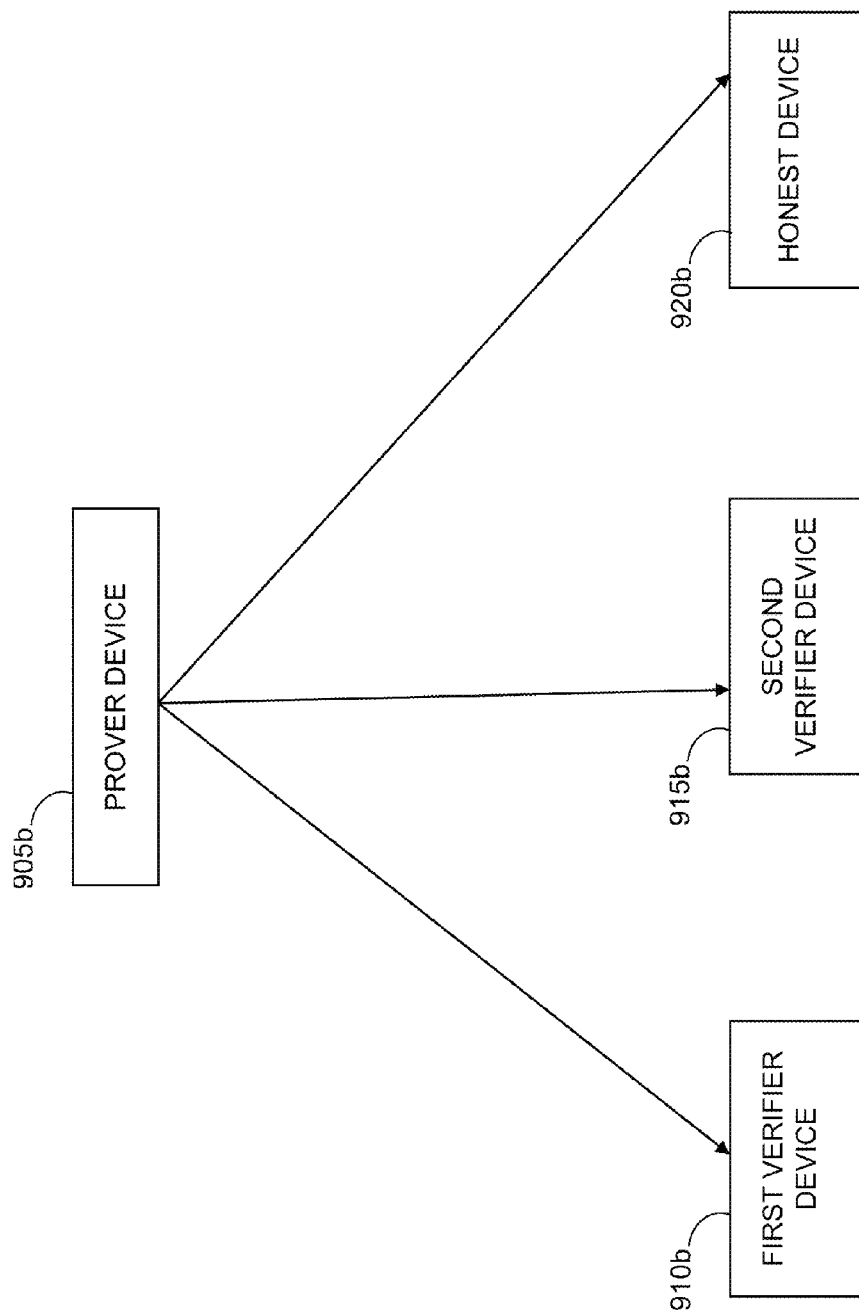 905b
PROVER DEVICE
910b
FIRST VERIFIER
DEVICE
915b
SECOND
VERIFIER DEVICE
920b
HONEST DEVICE